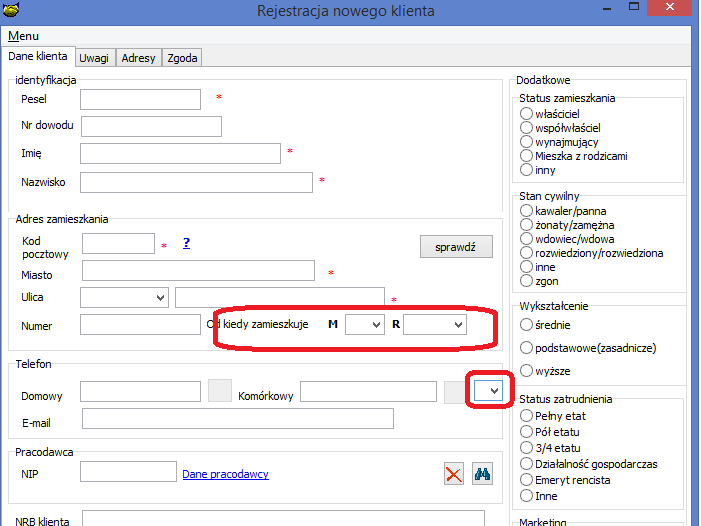 Rejestracja nowego klienta
Menu
Dane klienta Uwagi Adresy Zgoda
identyfikacja
Pesel *
Nr dowodu
Imię *
Nazwisko *
Adres zamieszkania
Kod pocztowy * ? sprawdź
Miasto *
Ulica *
Numer Od kiedy zamieszkuje M R
Telefon
Domowy Komórkowy
E-mail
Pracodawca
NIP Dane pracodawcy
NRB klienta
Dodatkowe
Status zamieszkania
właściciel
współwłaściel
wynajmujący
Mieszka z rodzicami
inny
Stan cywilny
kawaler/panna
żonaty/zamężna
wdowiec/wdowa
rozwiedziony/rozwiedziona
inne
zgon
Wykształcenie
średnie
podstawowe(zasadnicze)
wyższe
Status zatrudnienia
Pełny etat
Pół etatu
3/4 etatu
Działalność gospodarczas
Emeryt rencista
Inne
Marketing